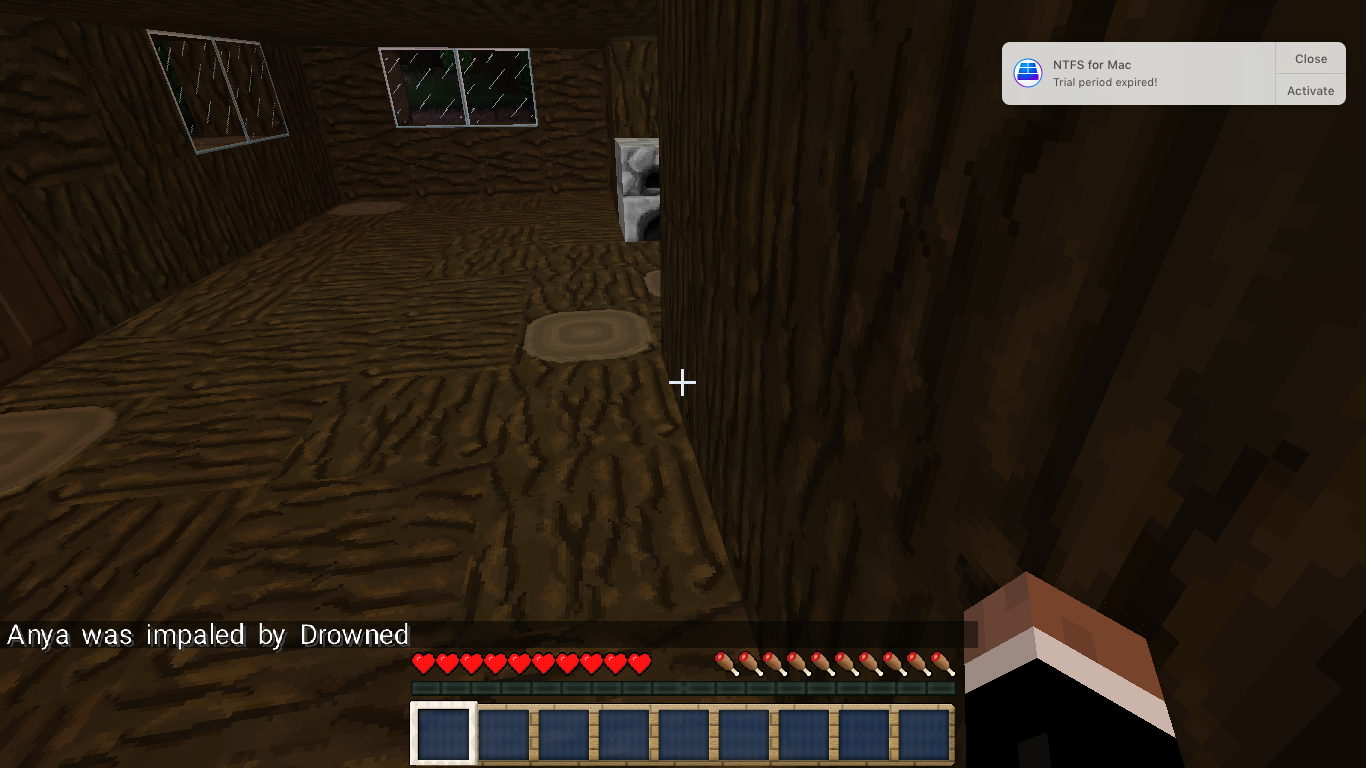 NTFS for Mac
Trial period expired!
Close
Activate
Anya was impaled by Drowned